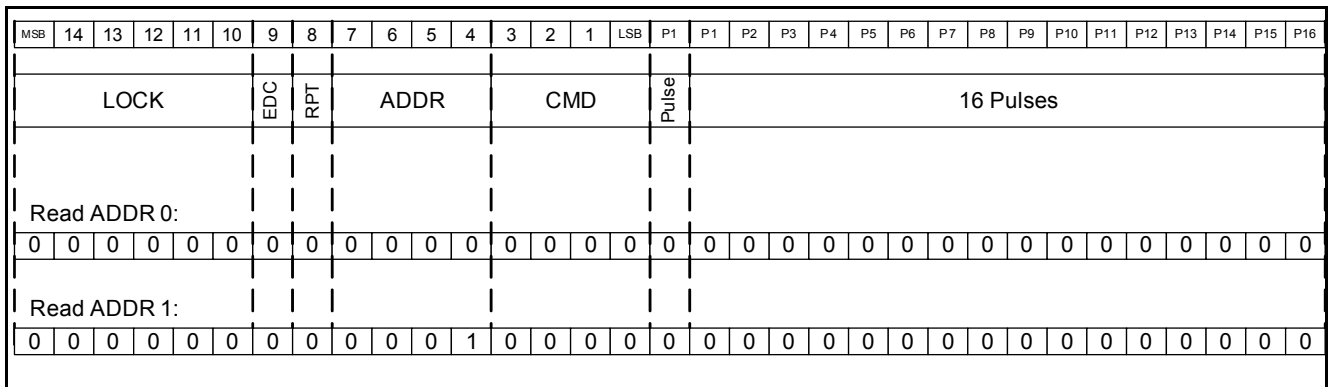 MSB 14 13 12 11 10 9 8 7 6 5 4 3 2 1 LSB P1 P1 P2 P3 P4 P5 P6 P7 P8 P9 P10 P11 P12 P13 P14 P15 P16
LOCK EDC RPT ADDR CMD Pulse 16 Pulses
Read ADDR 0:
0 0 0 0 0 0 0 0 0 0 0 0 0 0 0 0 0 0 0 0 0 0 0 0 0 0 0 0 0 0 0 0 0
Read ADDR 1:
0 0 0 0 0 0 0 0 0 0 0 1 0 0 0 0 0 0 0 0 0 0 0 0 0 0 0 0 0 0 0 0 0